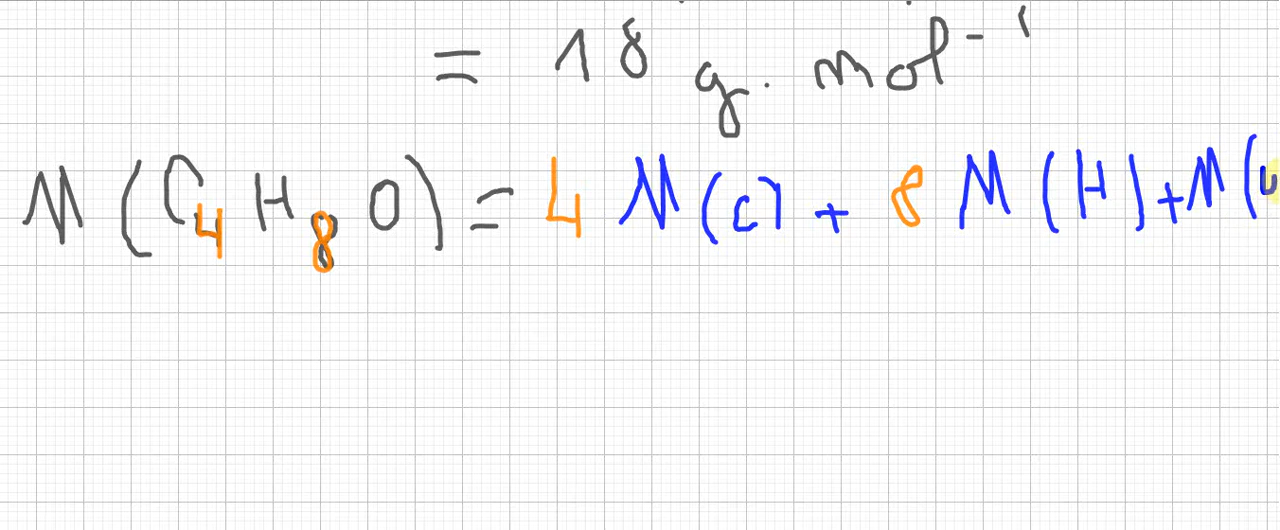 = 18 g. mol⁻¹
M(C₄H₈O) = 4 M(C) + 8 M(H) + M(